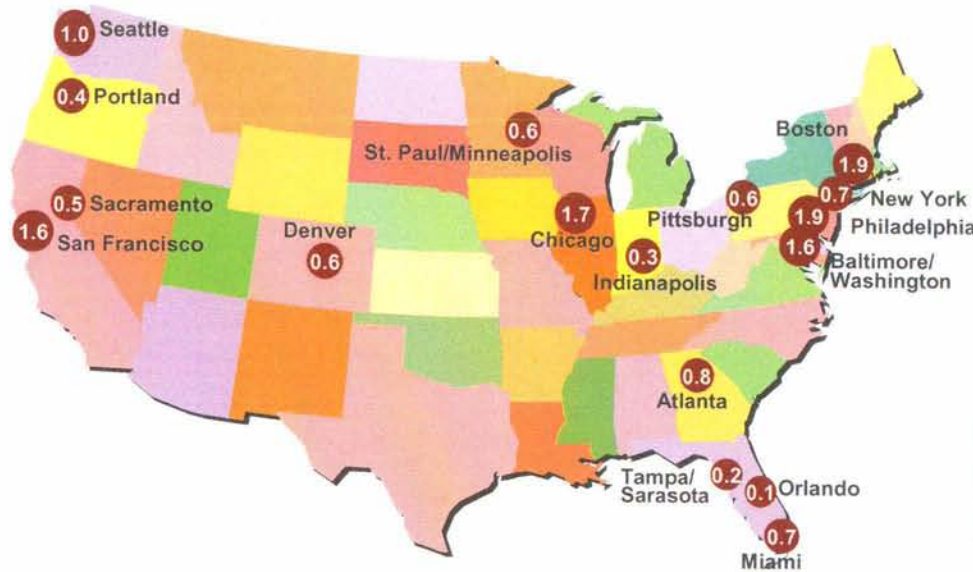 1.0 Seattle
0.4 Portland
0.6
St. Paul/Minneapolis
Boston
1.9
0.5 Sacramento
1.6 San Francisco
Denver
0.6
1.7
Chicago
0.3
Indianapolis
0.6
Pittsburgh
0.7 New York
1.9 Philadelphia
1.6 Baltimore/
Washington
0.8
Atlanta
Tampa/
Sarasota
0.2
0.1 Orlando
0.7
Miami